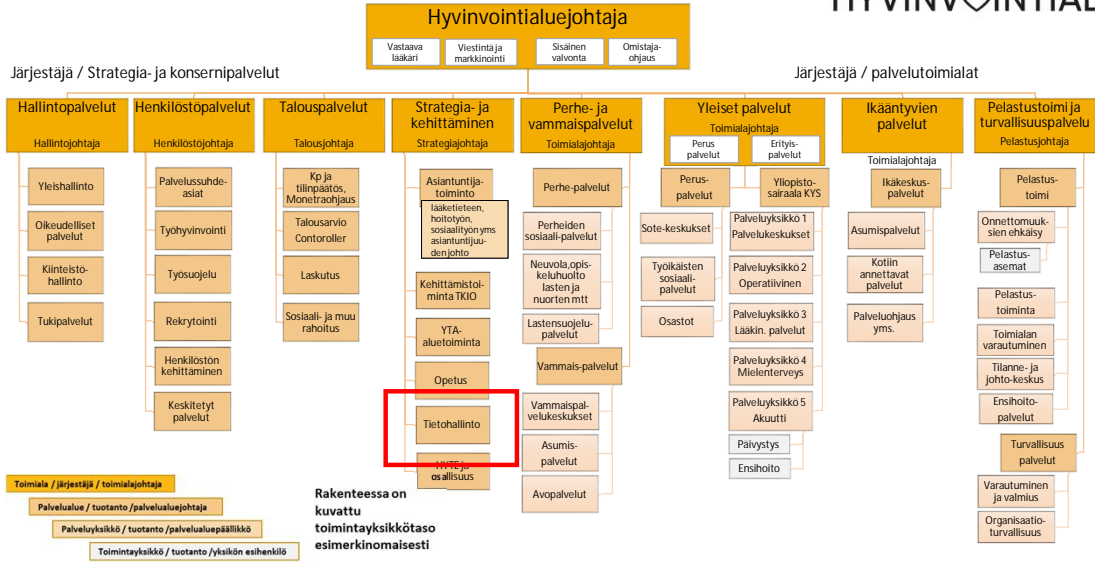 HYVINV
INTIAL
Hyvinvointialuejohtaja
Vastaava
lääkäri
Viestintä ja
markkinointi
Sisäinen
valvonta
Omistaja-
ohjaus
Järjestäjä / Strategia- ja konsernipalvelut
Järjestäjä / palvelutoimialat
Hallintopalvelut
Hallintojohtaja
Yleishallinto
Oikeudelliset
palvelut
Kiinteistö-
hallinto
Tukipalvelut
Henkilöstöpalvelut
Henkilöstöjohtaja
Palvelussuhde-
asiat
Työhyvinvointi
Työsuojelu
Rekrytointi
Henkilöstön
kehittäminen
Keskitetyt
palvelut
Talouspalvelut
Talousjohtaja
Kp ja
tilinpäätös,
Monetraohjaus
Talousarvio
Contoroller
Laskutus
Sosiaali- ja muu
rahoitus
Strategia- ja
kehittäminen
Strategiajohtaja
Asiantuntija-
toiminto
lääketieteen,
hoitotyön,
sosiaalityön yms
asiantuntijuu-
den johto
Kehittämistoi-
minta TKIO
YTA-
aluetoiminta
Opetus
Tietohallinto
HYTE ja
osallisuus
Perhe- ja
vammaispalvelut
Toimialajohtaja
Perhe-palvelut
Perheiden
sosiaali-palvelut
Neuvola,opis-
keluhuolto
lasten ja
nuorten mtt
Lastensuojelu-
palvelut
Vammais-palvelut
Vammaispal-
velukeskukset
Asumis-
palvelut
Avopalvelut
Yleiset palvelut
Toimialajohtaja
Perus
palvelut
Erityis-
palvelut
Perus-
palvelut
Sote-keskukset
Työikäisten
sosiaali-
palvelut
Osastot
Yliopisto-
sairaala KYS
Palveluyksikkö 1
Palvelukeskukset
Palveluyksikkö 2
Operatiivinen
Palveluyksikkö 3
Lääkin. palvelut
Palveluyksikkö 4
Mielenterveys
Palveluyksikkö 5
Akuutti
Päivystys
Ensihoito
Ikääntyvien
palvelut
Toimialajohtaja
Ikäkeskus-
palvelut
Asumispalvelut
Kotiin
annettavat
palvelut
Palveluohjaus
yms.
Pelastustoimi ja
turvallisuuspalvelu
Pelastusjohtaja
Pelastus-
toimi
Onnettomuuk-
sien ehkäisy
Pelastus-
asemat
Pelastus-
toiminta
Toimialan
varautuminen
Tilanne- ja
johto-keskus
Ensihoito-
palvelut
Turvallisuus
palvelut
Varautuminen
ja valmius
Organisaatio-
turvallisuus
Toimiala / järjestäjä / toimialajohtaja
Palvelualue / tuotanto /palvelualuejohtaja
Palveluyksikkö / tuotanto /palvelualuepäällikkö
Toimintayksikkö / tuotanto /yksikön esihenkilö
Rakenteessa on
kuvattu
toimintayksikkötaso
esimerkinomaisesti